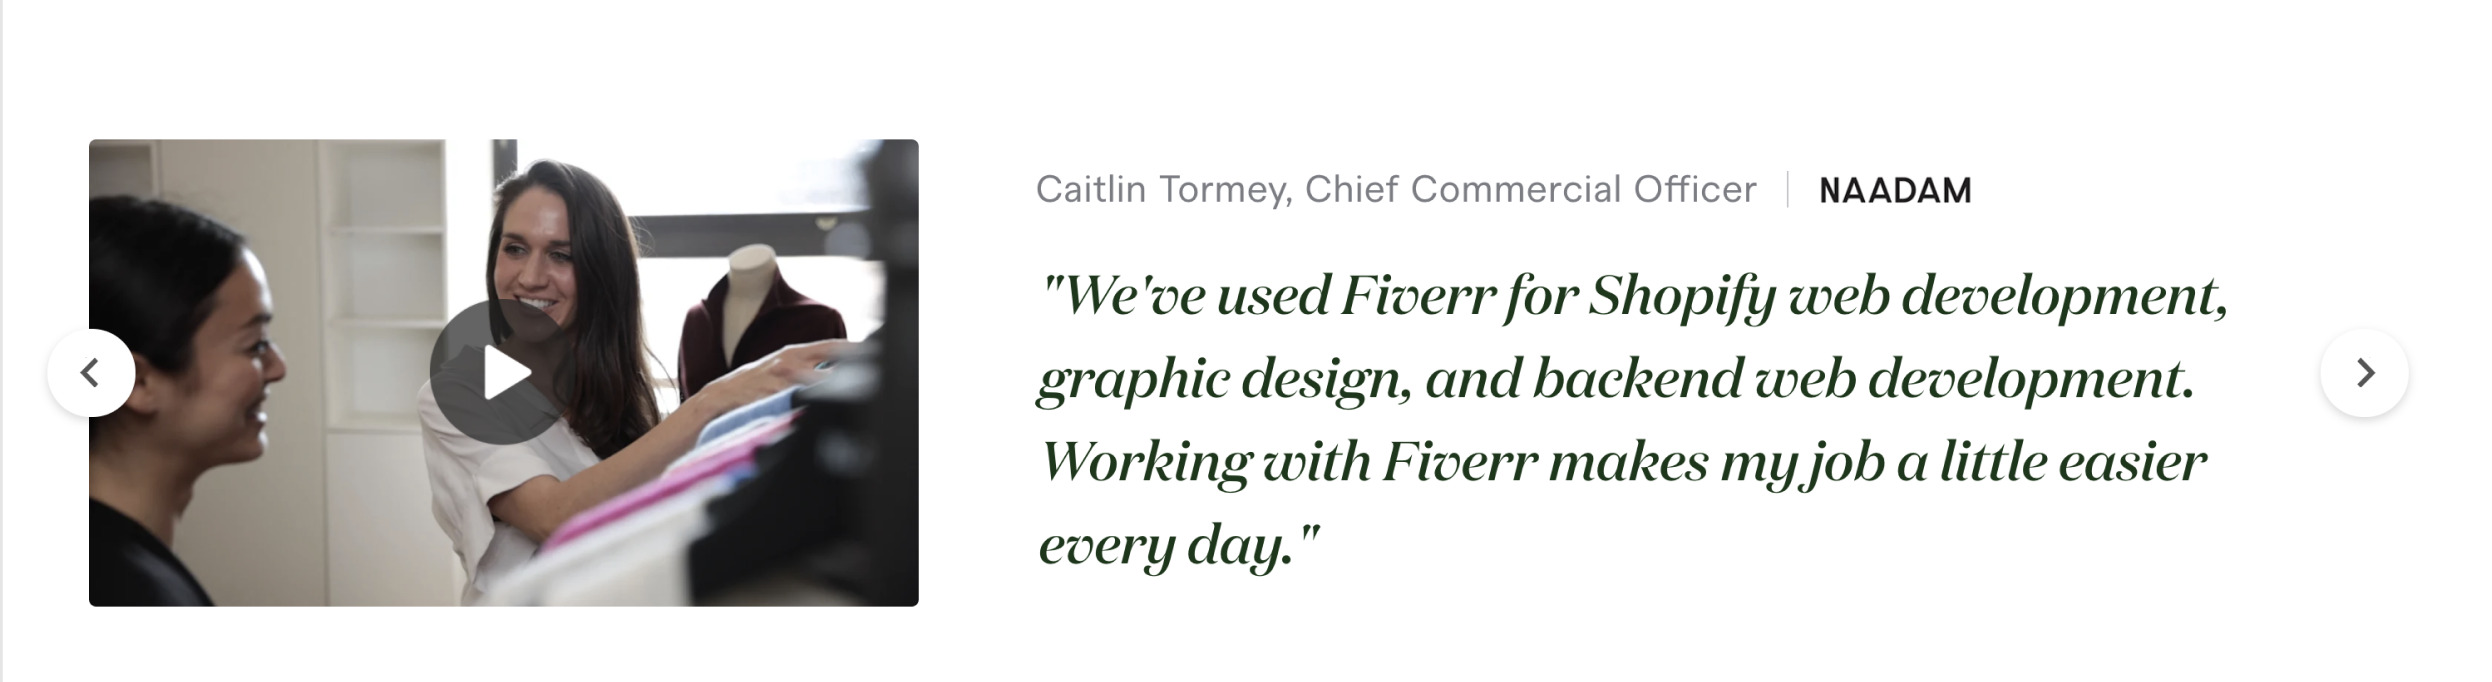 Caitlin Tormey, Chief Commercial Officer | NAADAM
"We've used Fiverr for Shopify web development,
graphic design, and backend web development.
Working with Fiverr makes my job a little easier
every day."